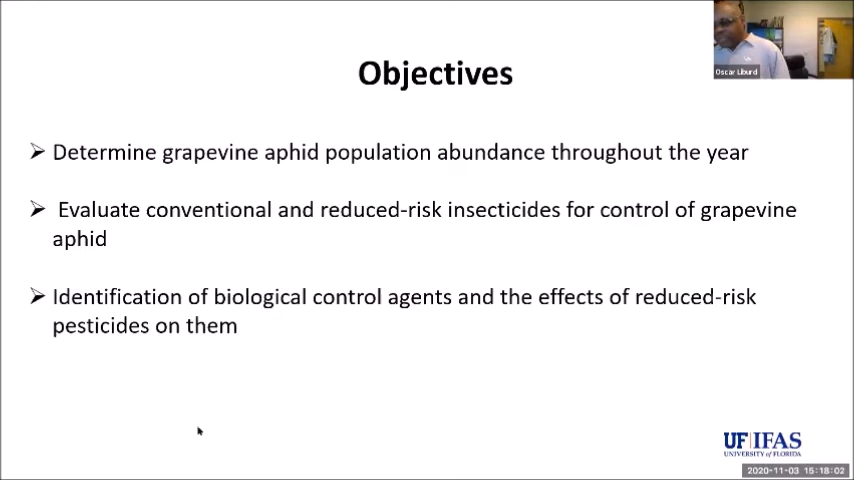 Oscar Liburd
Objectives
➢ Determine grapevine aphid population abundance throughout the year
➢ Evaluate conventional and reduced-risk insecticides for control of grapevine
aphid
➢ Identification of biological control agents and the effects of reduced-risk
pesticides on them
UF|IFAS
UNIVERSITY of FLORIDA
2020-11-03 15:18:02